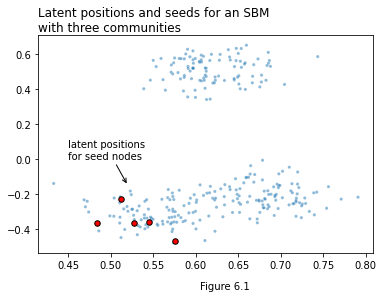 Latent positions and seeds for an SBM
with three communities
0.6
0.4
0.2
latent positions
for seed nodes
0.0
−0.2
−0.4
0.45 0.50 0.55 0.60 0.65 0.70 0.75 0.80
Figure 6.1